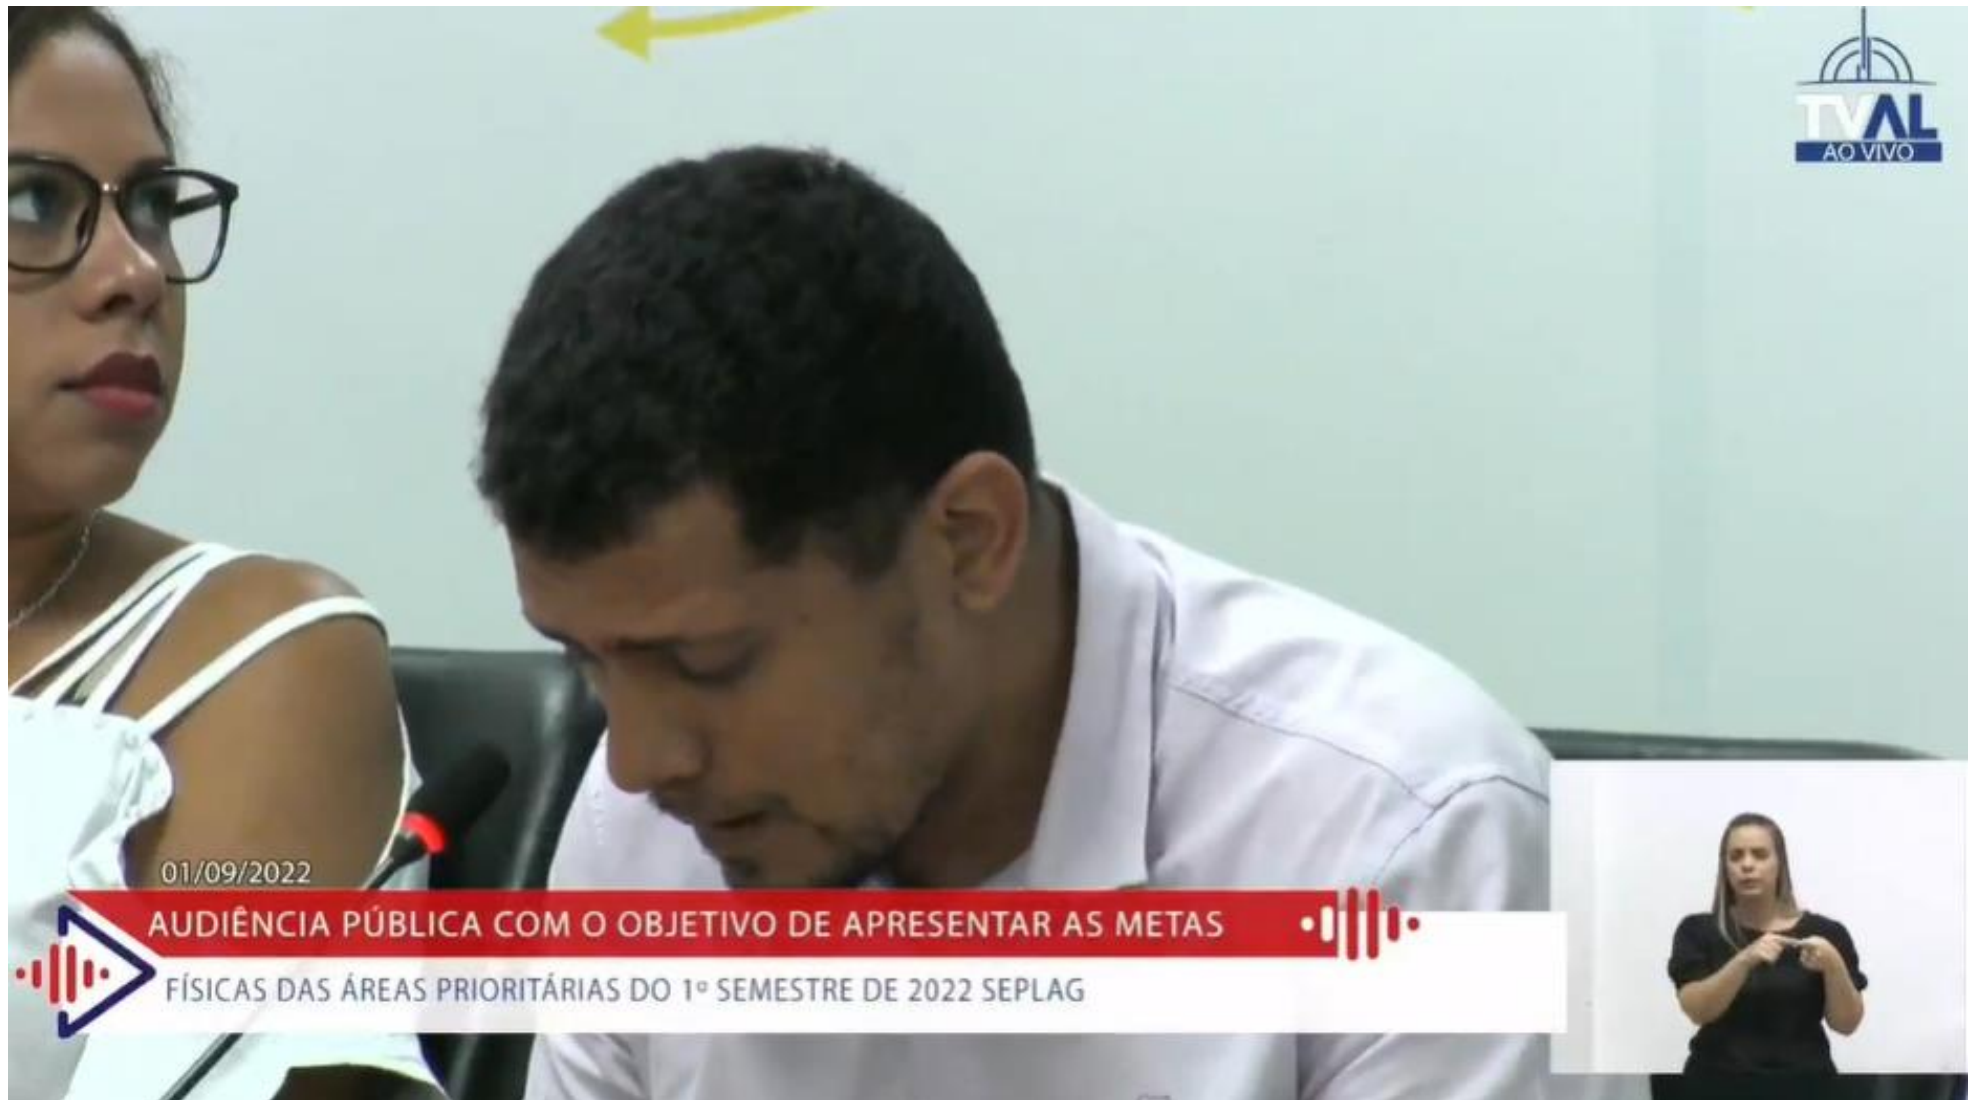 TVAL
AO VIVO
01/09/2022
AUDIÊNCIA PÚBLICA COM O OBJETIVO DE APRESENTAR AS METAS
FÍSICAS DAS ÁREAS PRIORITÁRIAS DO 1º SEMESTRE DE 2022 SEPLAG